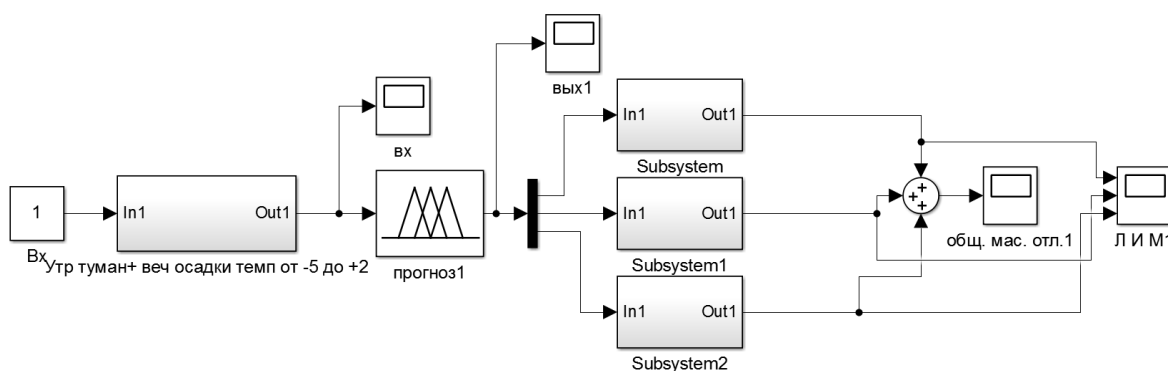 вых1
In1 Out1
Subsystem
вх
1
In1 Out1
Вх
Утр туман+ веч осадки темп от -5 до +2
прогноз1
In1 Out1
Subsystem1
общ. мас. отл.1
Л И М1
In1 Out1
Subsystem2